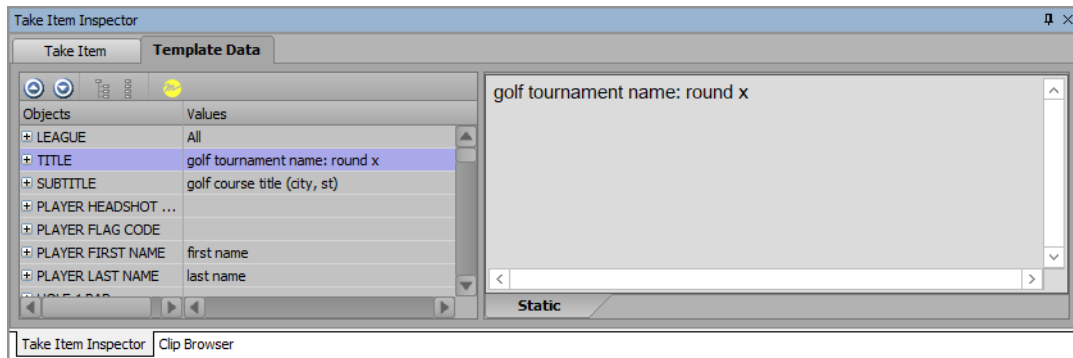 Take Item Inspector
Take Item Template Data
Objects Values
LEAGUE All
TITLE golf tournament name: round x
SUBTITLE golf course title (city, st)
PLAYER HEADSHOT ...
PLAYER FLAG CODE
PLAYER FIRST NAME first name
PLAYER LAST NAME last name
golf tournament name: round x
Static
Take Item Inspector Clip Browser